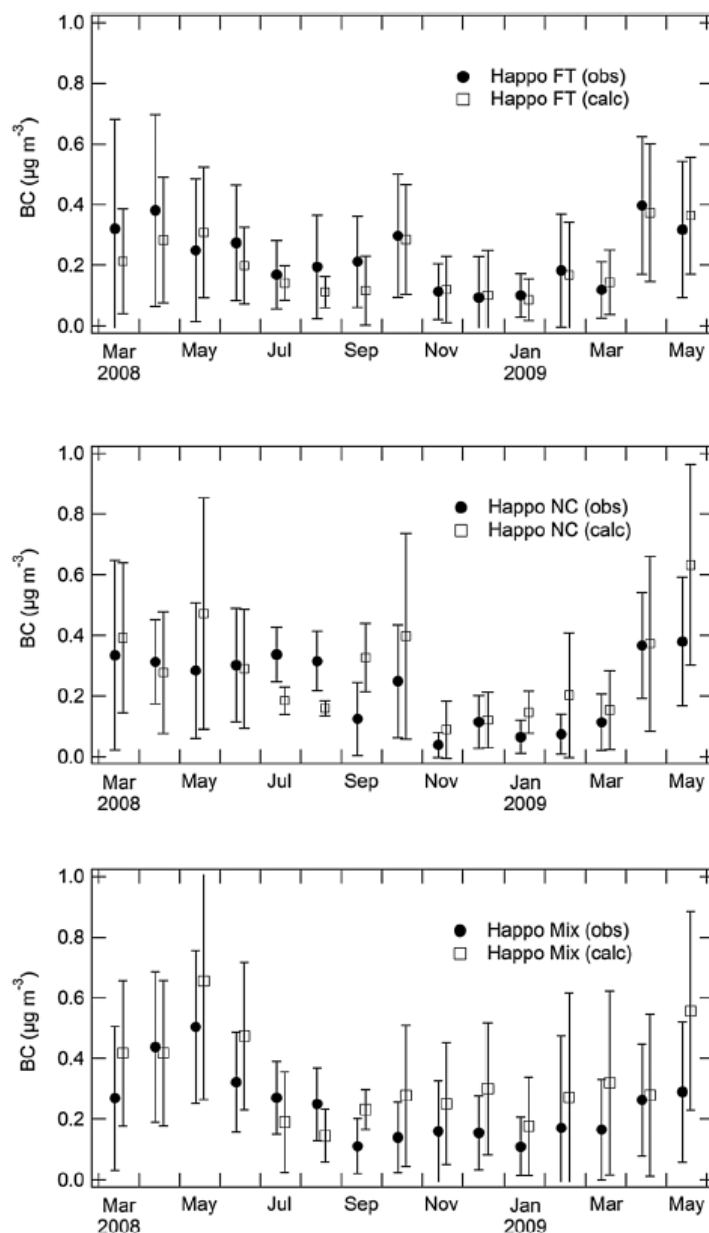 1.0
0.8
0.6
0.4
0.2
0.0
BC (µg m⁻³)
Happo FT (obs)
Happo FT (calc)
Mar May Jul Sep Nov Jan Mar May
2008 2009
1.0
0.8
0.6
0.4
0.2
0.0
BC (µg m⁻³)
Happo NC (obs)
Happo NC (calc)
Mar May Jul Sep Nov Jan Mar May
2008 2009
1.0
0.8
0.6
0.4
0.2
0.0
BC (µg m⁻³)
Happo Mix (obs)
Happo Mix (calc)
Mar May Jul Sep Nov Jan Mar May
2008 2009